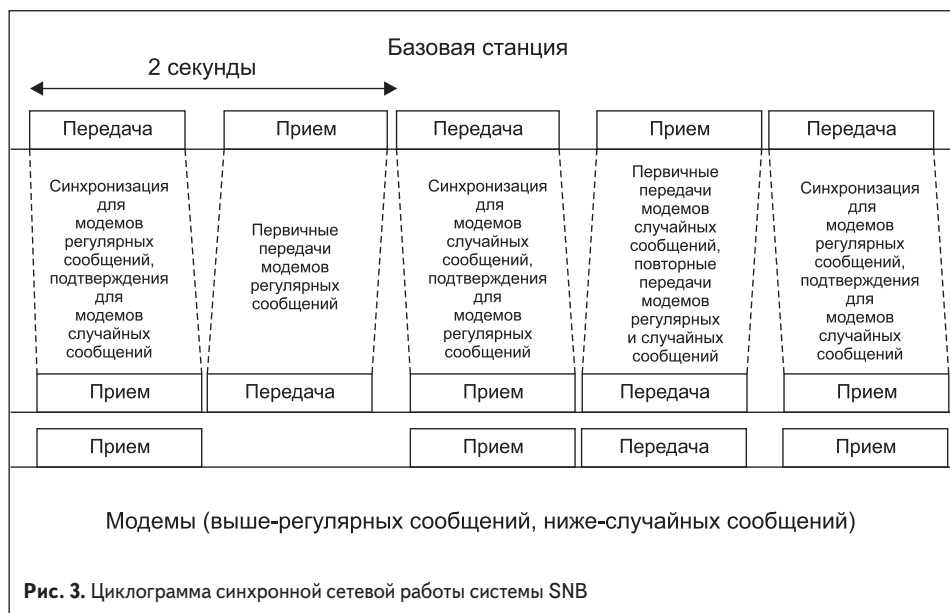 Базовая станция
2 секунды
Передача
Прием
Передача
Прием
Передача
Синхронизация
для
модемов
регулярных
сообщений,
подтверждения
для
модемов
случайных
сообщений
Первичные
передачи
модемов
регулярных
сообщений
Синхронизация
для
модемов
случайных
сообщений,
подтверждения
для
модемов
регулярных
сообщений
Первичные
передачи
модемов
случайных
сообщений,
повторные
передачи
модемов
регулярных
и случайных
сообщений
Синхронизация
для
модемов
регулярных
сообщений,
подтверждения
для
модемов
случайных
сообщений
Прием
Передача
Прием
Передача
Прием
Прием
Прием
Передача
Прием
Модемы (выше-регулярных сообщений, ниже-случайных сообщений)
Рис. 3. Циклограмма синхронной сетевой работы системы SNB